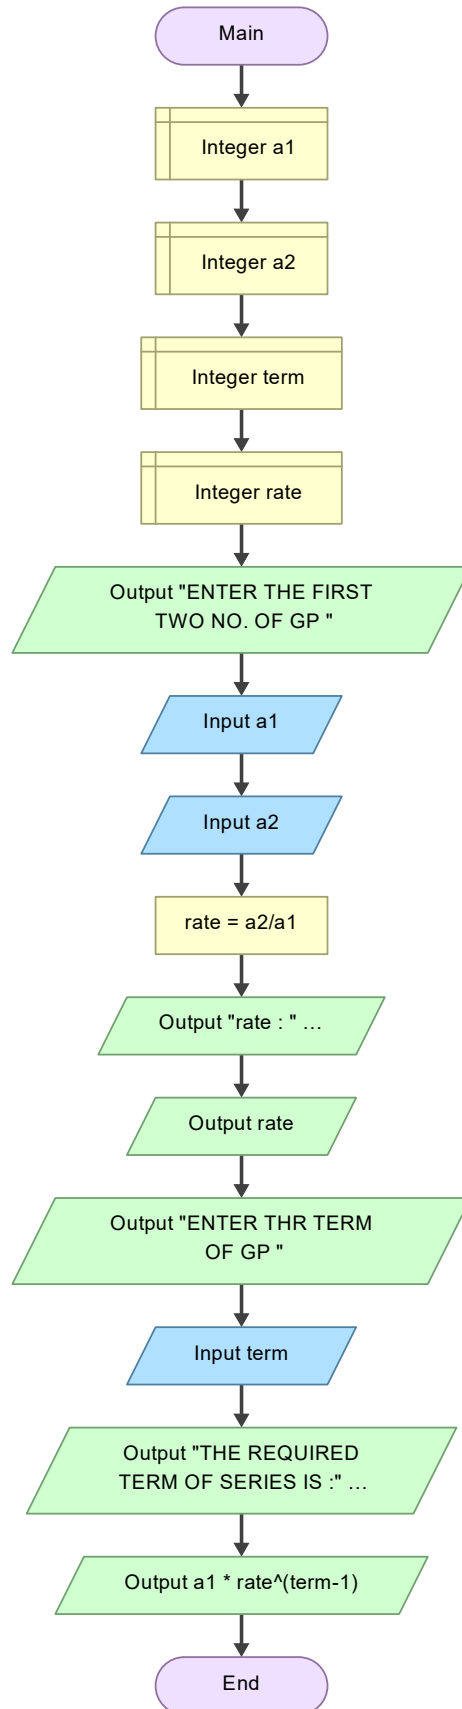 Main
Integer a1
Integer a2
Integer term
Integer rate
Output "ENTER THE FIRST
TWO NO. OF GP "
Input a1
Input a2
rate = a2/a1
Output "rate : " ...
Output rate
Output "ENTER THR TERM
OF GP "
Input term
Output "THE REQUIRED
TERM OF SERIES IS :" ...
Output a1 * rate^(term-1)
End